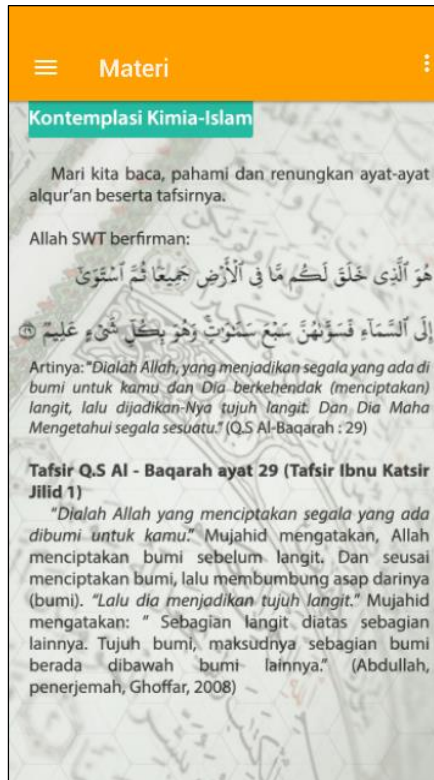 Materi
Kontemplasi Kimia-Islam
Mari kita baca, pahami dan renungkan ayat-ayat
alqur'an beserta tafsirnya.
Allah SWT berfirman:
هُوَ ٱلَّذِى خَلَقَ لَكُم مَّا فِى ٱلْأَرْضِ جَمِيعًا ثُمَّ ٱسْتَوَىٰٓ
إِلَى ٱلسَّمَآءِ فَسَوَّىٰهُنَّ سَبْعَ سَمَٰوَٰتٍ ۚ وَهُوَ بِكُلِّ شَىْءٍ عَلِيمٌ ٢٩
Artinya: "Dialah Allah, yang menjadikan segala yang ada di
bumi untuk kamu dan Dia berkehendak (menciptakan)
langit, lalu dijadikan-Nya tujuh langit. Dan Dia Maha
Mengetahui segala sesuatu." (Q.S Al-Baqarah : 29)
Tafsir Q.S Al - Baqarah ayat 29 (Tafsir Ibnu Katsir
Jilid 1)
"Dialah Allah yang menciptakan segala yang ada
dibumi untuk kamu." Mujahid mengatakan, Allah
menciptakan bumi sebelum langit. Dan seusai
menciptakan bumi, lalu membumbung asap darinya
(bumi). "Lalu dia menjadikan tujuh langit." Mujahid
mengatakan: " Sebagian langit diatas sebagian
lainnya. Tujuh bumi, maksudnya sebagian bumi
berada dibawah bumi lainnya." (Abdullah,
penerjemah, Ghoffar, 2008)